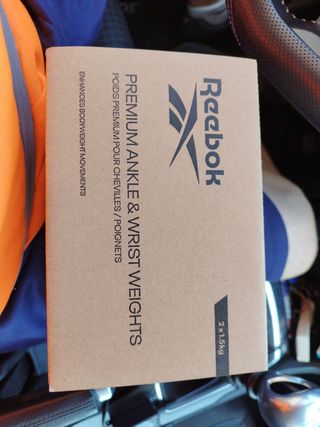 Reebok
PREMIUM ANKLE & WRIST WEIGHTS
POIDS PREMIUM POUR CHEVILLES / POIGNETS
ENHANCES BODYWEIGHT MOVEMENTS
2 x 1.5kg